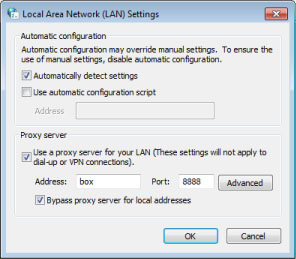 Local Area Network (LAN) Settings
Automatic configuration
Automatic configuration may override manual settings. To ensure the
use of manual settings, disable automatic configuration.
Automatically detect settings
Use automatic configuration script
Address
Proxy server
Use a proxy server for your LAN (These settings will not apply to
dial-up or VPN connections).
Address: box Port: 8888 Advanced
Bypass proxy server for local addresses
OK Cancel